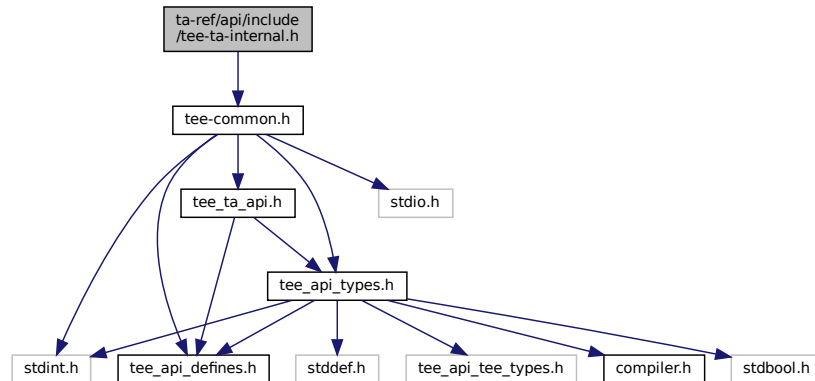 ta-ref/api/include
/tee-ta-internal.h
tee-common.h
tee_ta_api.h
stdio.h
tee_api_types.h
stdint.h
tee_api_defines.h
stddef.h
tee_api_tee_types.h
compiler.h
stdbool.h